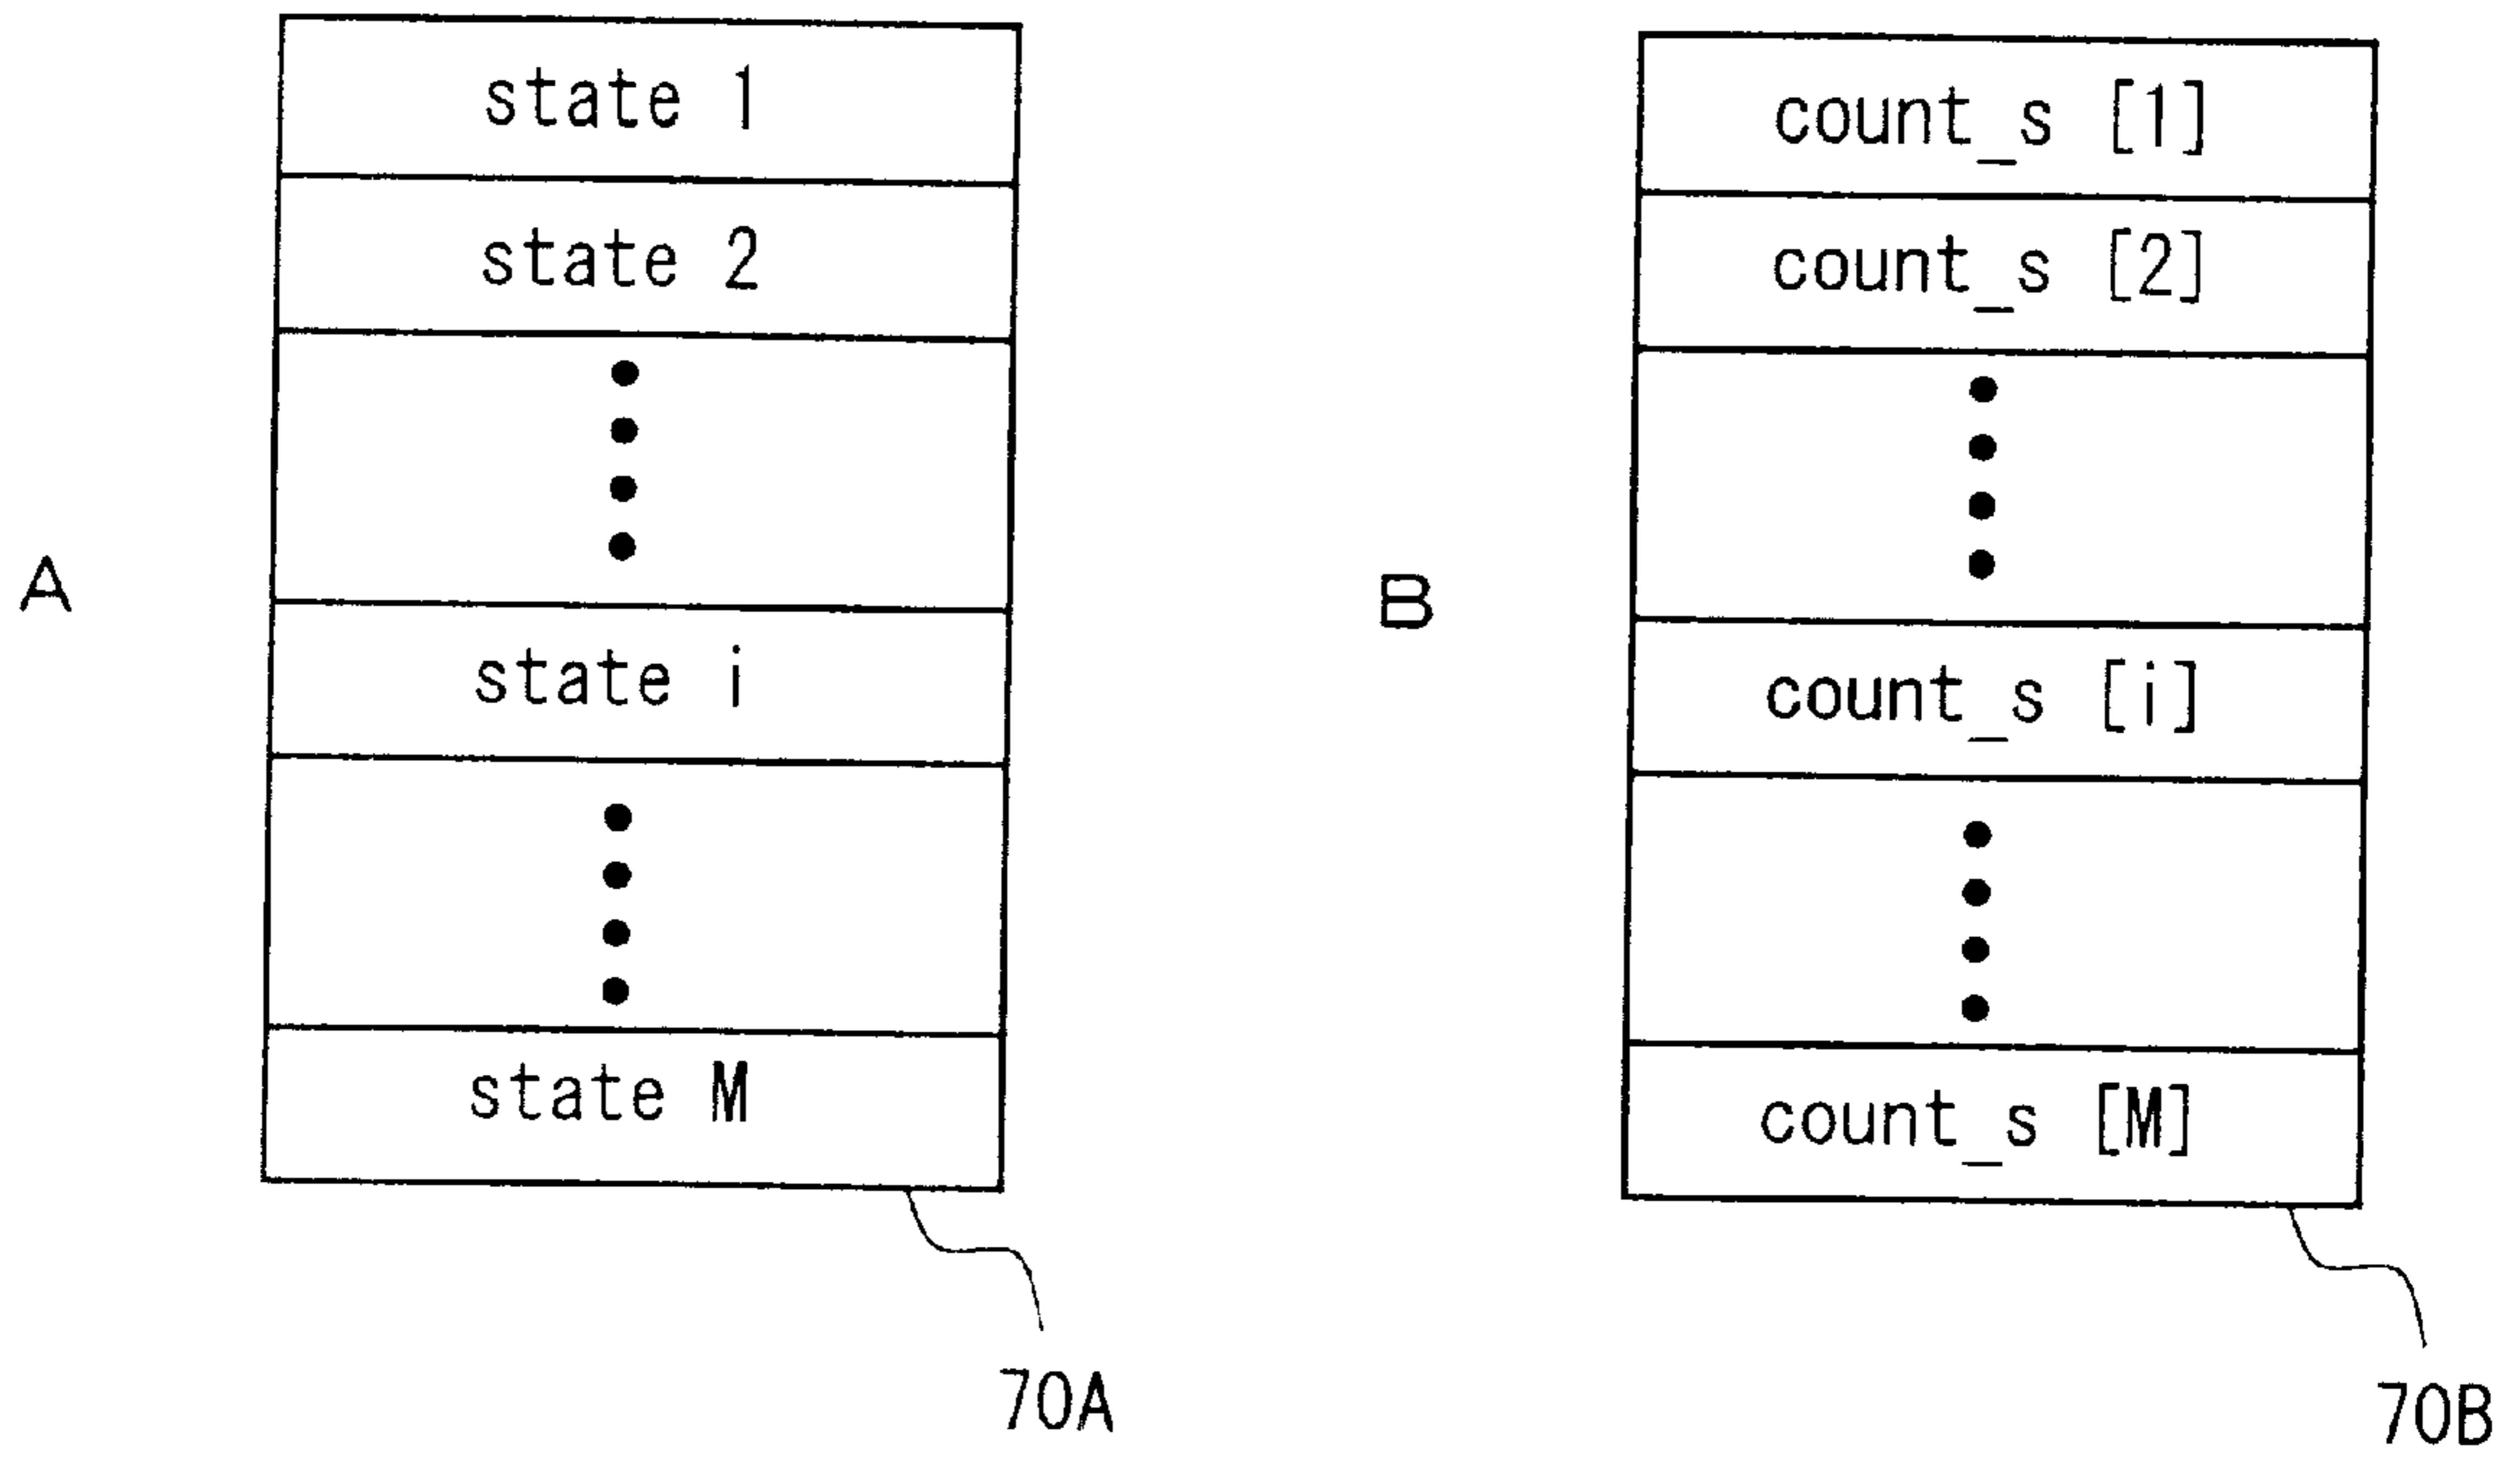 A
state 1
state 2
state i
state M
70A
B
count_s [1]
count_s [2]
count_s [i]
count_s [M]
70B